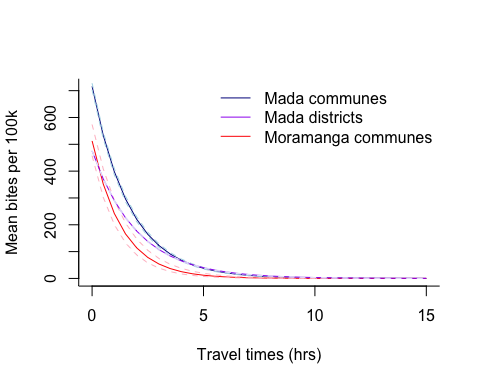 Mada communes
Mada districts
Moramanga communes
Mean bites per 100k
600
400
200
0
0 5 10 15
Travel times (hrs)